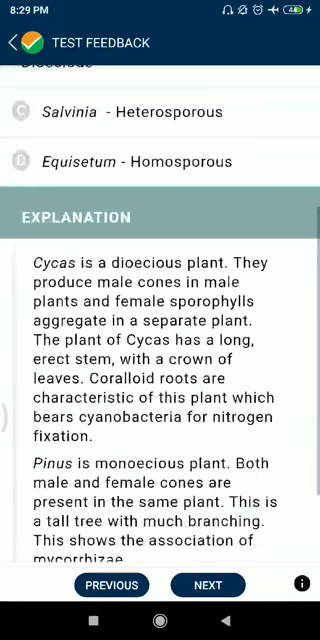 8:29 PM
44
TEST FEEDBACK
Dioecious
C Salvinia - Heterosporous
D Equisetum - Homosporous
EXPLANATION
Cycas is a dioecious plant. They
produce male cones in male
plants and female sporophylls
aggregate in a separate plant.
The plant of Cycas has a long,
erect stem, with a crown of
leaves. Coralloid roots are
characteristic of this plant which
bears cyanobacteria for nitrogen
fixation.
Pinus is monoecious plant. Both
male and female cones are
present in the same plant. This is
a tall tree with much branching.
This shows the association of
mycorrhizae
PREVIOUS
NEXT